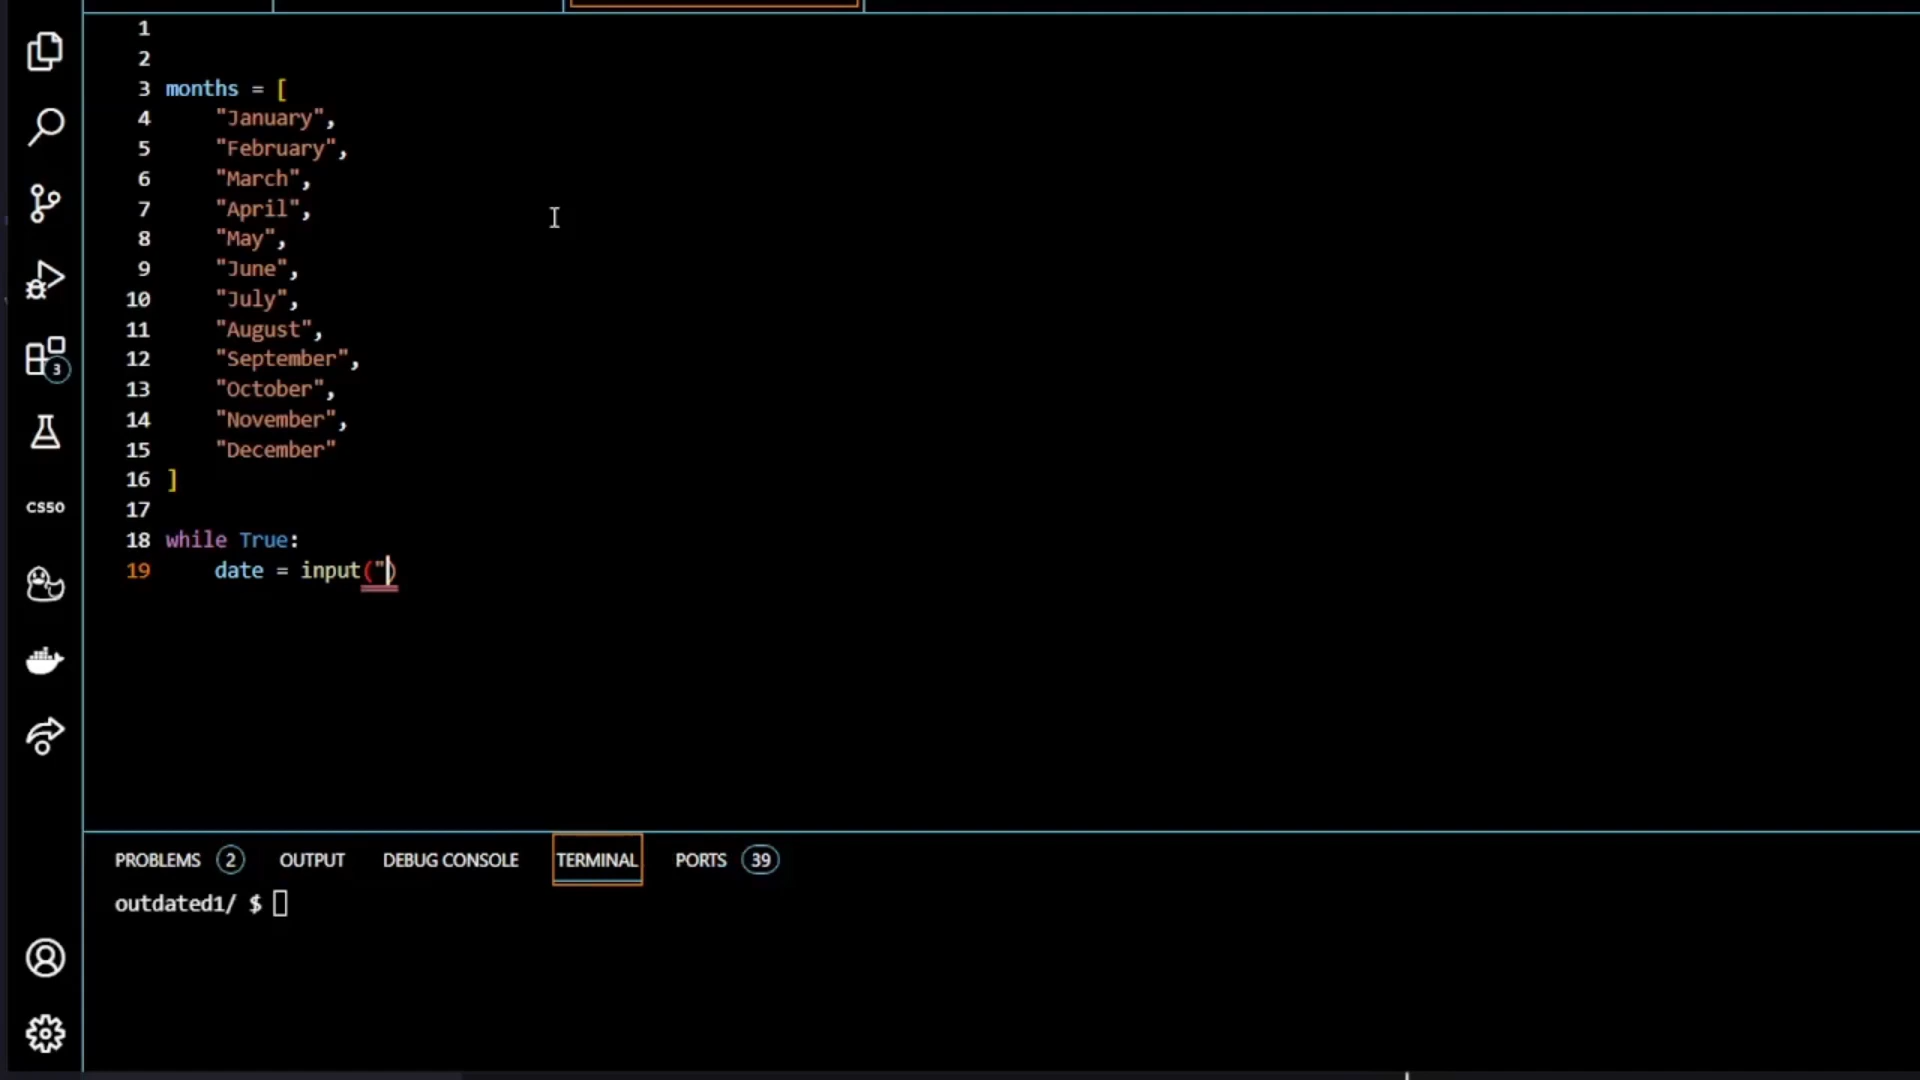 1
2
3 months = [
4 "January",
5 "February",
6 "March",
7 "April",
8 "May",
9 "June",
10 "July",
11 "August",
12 "September",
13 "October",
14 "November",
15 "December"
16 ]
17
18 while True:
19 date = input(")
3
CS50
PROBLEMS 2 OUTPUT DEBUG CONSOLE TERMINAL PORTS 39
outdated1/ $